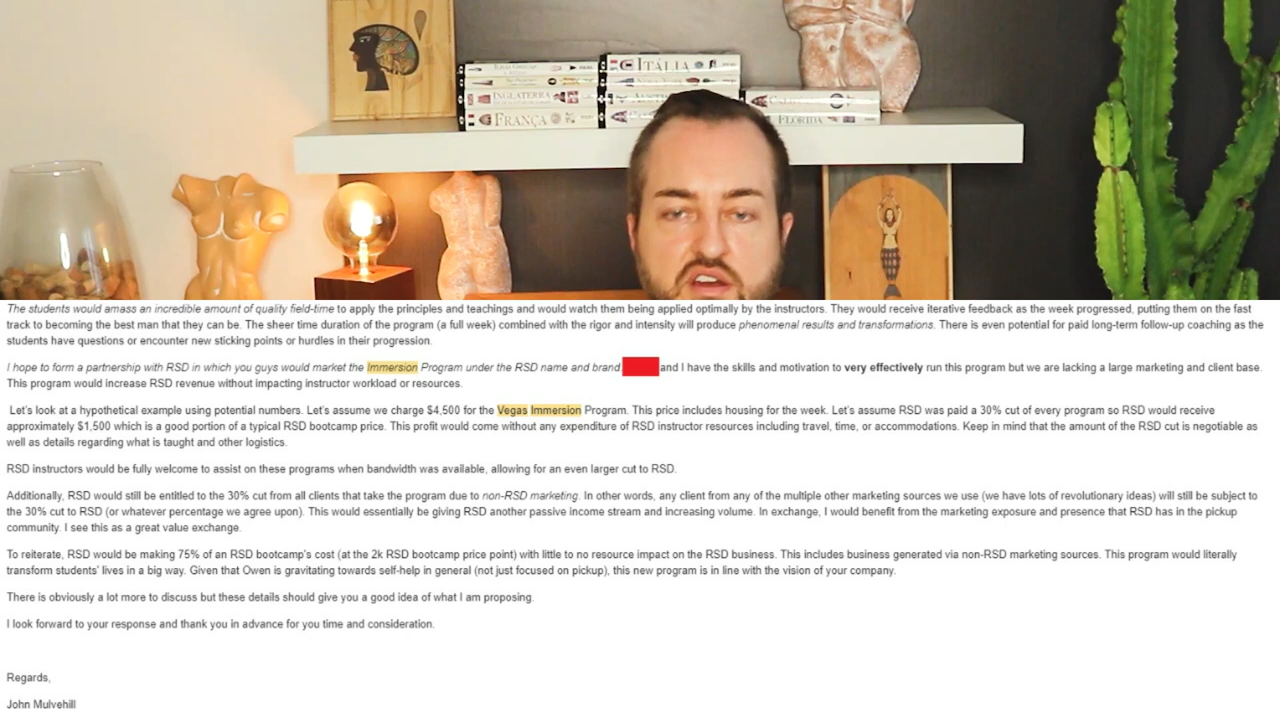 ITÁLIA
INGLATERRA
FRANÇA
FLÓRIDA
The students would amass an incredible amount of quality field-time to apply the principles and teachings and would watch them being applied optimally by the instructors. They would receive iterative feedback as the week progressed, putting them on the fast
track to becoming the best man that they can be. The sheer time duration of the program (a full week) combined with the rigor and intensity will produce phenomenal results and transformations. There is even potential for paid long-term follow-up coaching as the
students have questions or encounter new sticking points or hurdles in their progression.
I hope to form a partnership with RSD in which you guys would market the Immersion Program under the RSD name and brand. and I have the skills and motivation to very effectively run this program but we are lacking a large marketing and client base.
This program would increase RSD revenue without impacting instructor workload or resources.
Let's look at a hypothetical example using potential numbers. Let's assume we charge $4,500 for the Vegas Immersion Program. This price includes housing for the week. Let's assume RSD was paid a 30% cut of every program so RSD would receive
approximately $1,500 which is a good portion of a typical RSD bootcamp price. This profit would come without any expenditure of RSD instructor resources including travel, time, or accommodations. Keep in mind that the amount of the RSD cut is negotiable as
well as details regarding what is taught and other logistics.
RSD instructors would be fully welcome to assist on these programs when bandwidth was available, allowing for an even larger cut to RSD.
Additionally, RSD would still be entitled to the 30% cut from all clients that take the program due to non-RSD marketing. In other words, any client from any of the multiple other marketing sources we use (we have lots of revolutionary ideas) will still be subject to
the 30% cut to RSD (or whatever percentage we agree upon). This would essentially be giving RSD another passive income stream and increasing volume. In exchange, I would benefit from the marketing exposure and presence that RSD has in the pickup
community. I see this as a great value exchange.
To reiterate, RSD would be making 75% of an RSD bootcamp's cost (at the 2k RSD bootcamp price point) with little to no resource impact on the RSD business. This includes business generated via non-RSD marketing sources. This program would literally
transform students' lives in a big way. Given that Owen is gravitating towards self-help in general (not just focused on pickup), this new program is in line with the vision of your company.
There is obviously a lot more to discuss but these details should give you a good idea of what I am proposing.
I look forward to your response and thank you in advance for you time and consideration.
Regards,
John Mulvehill